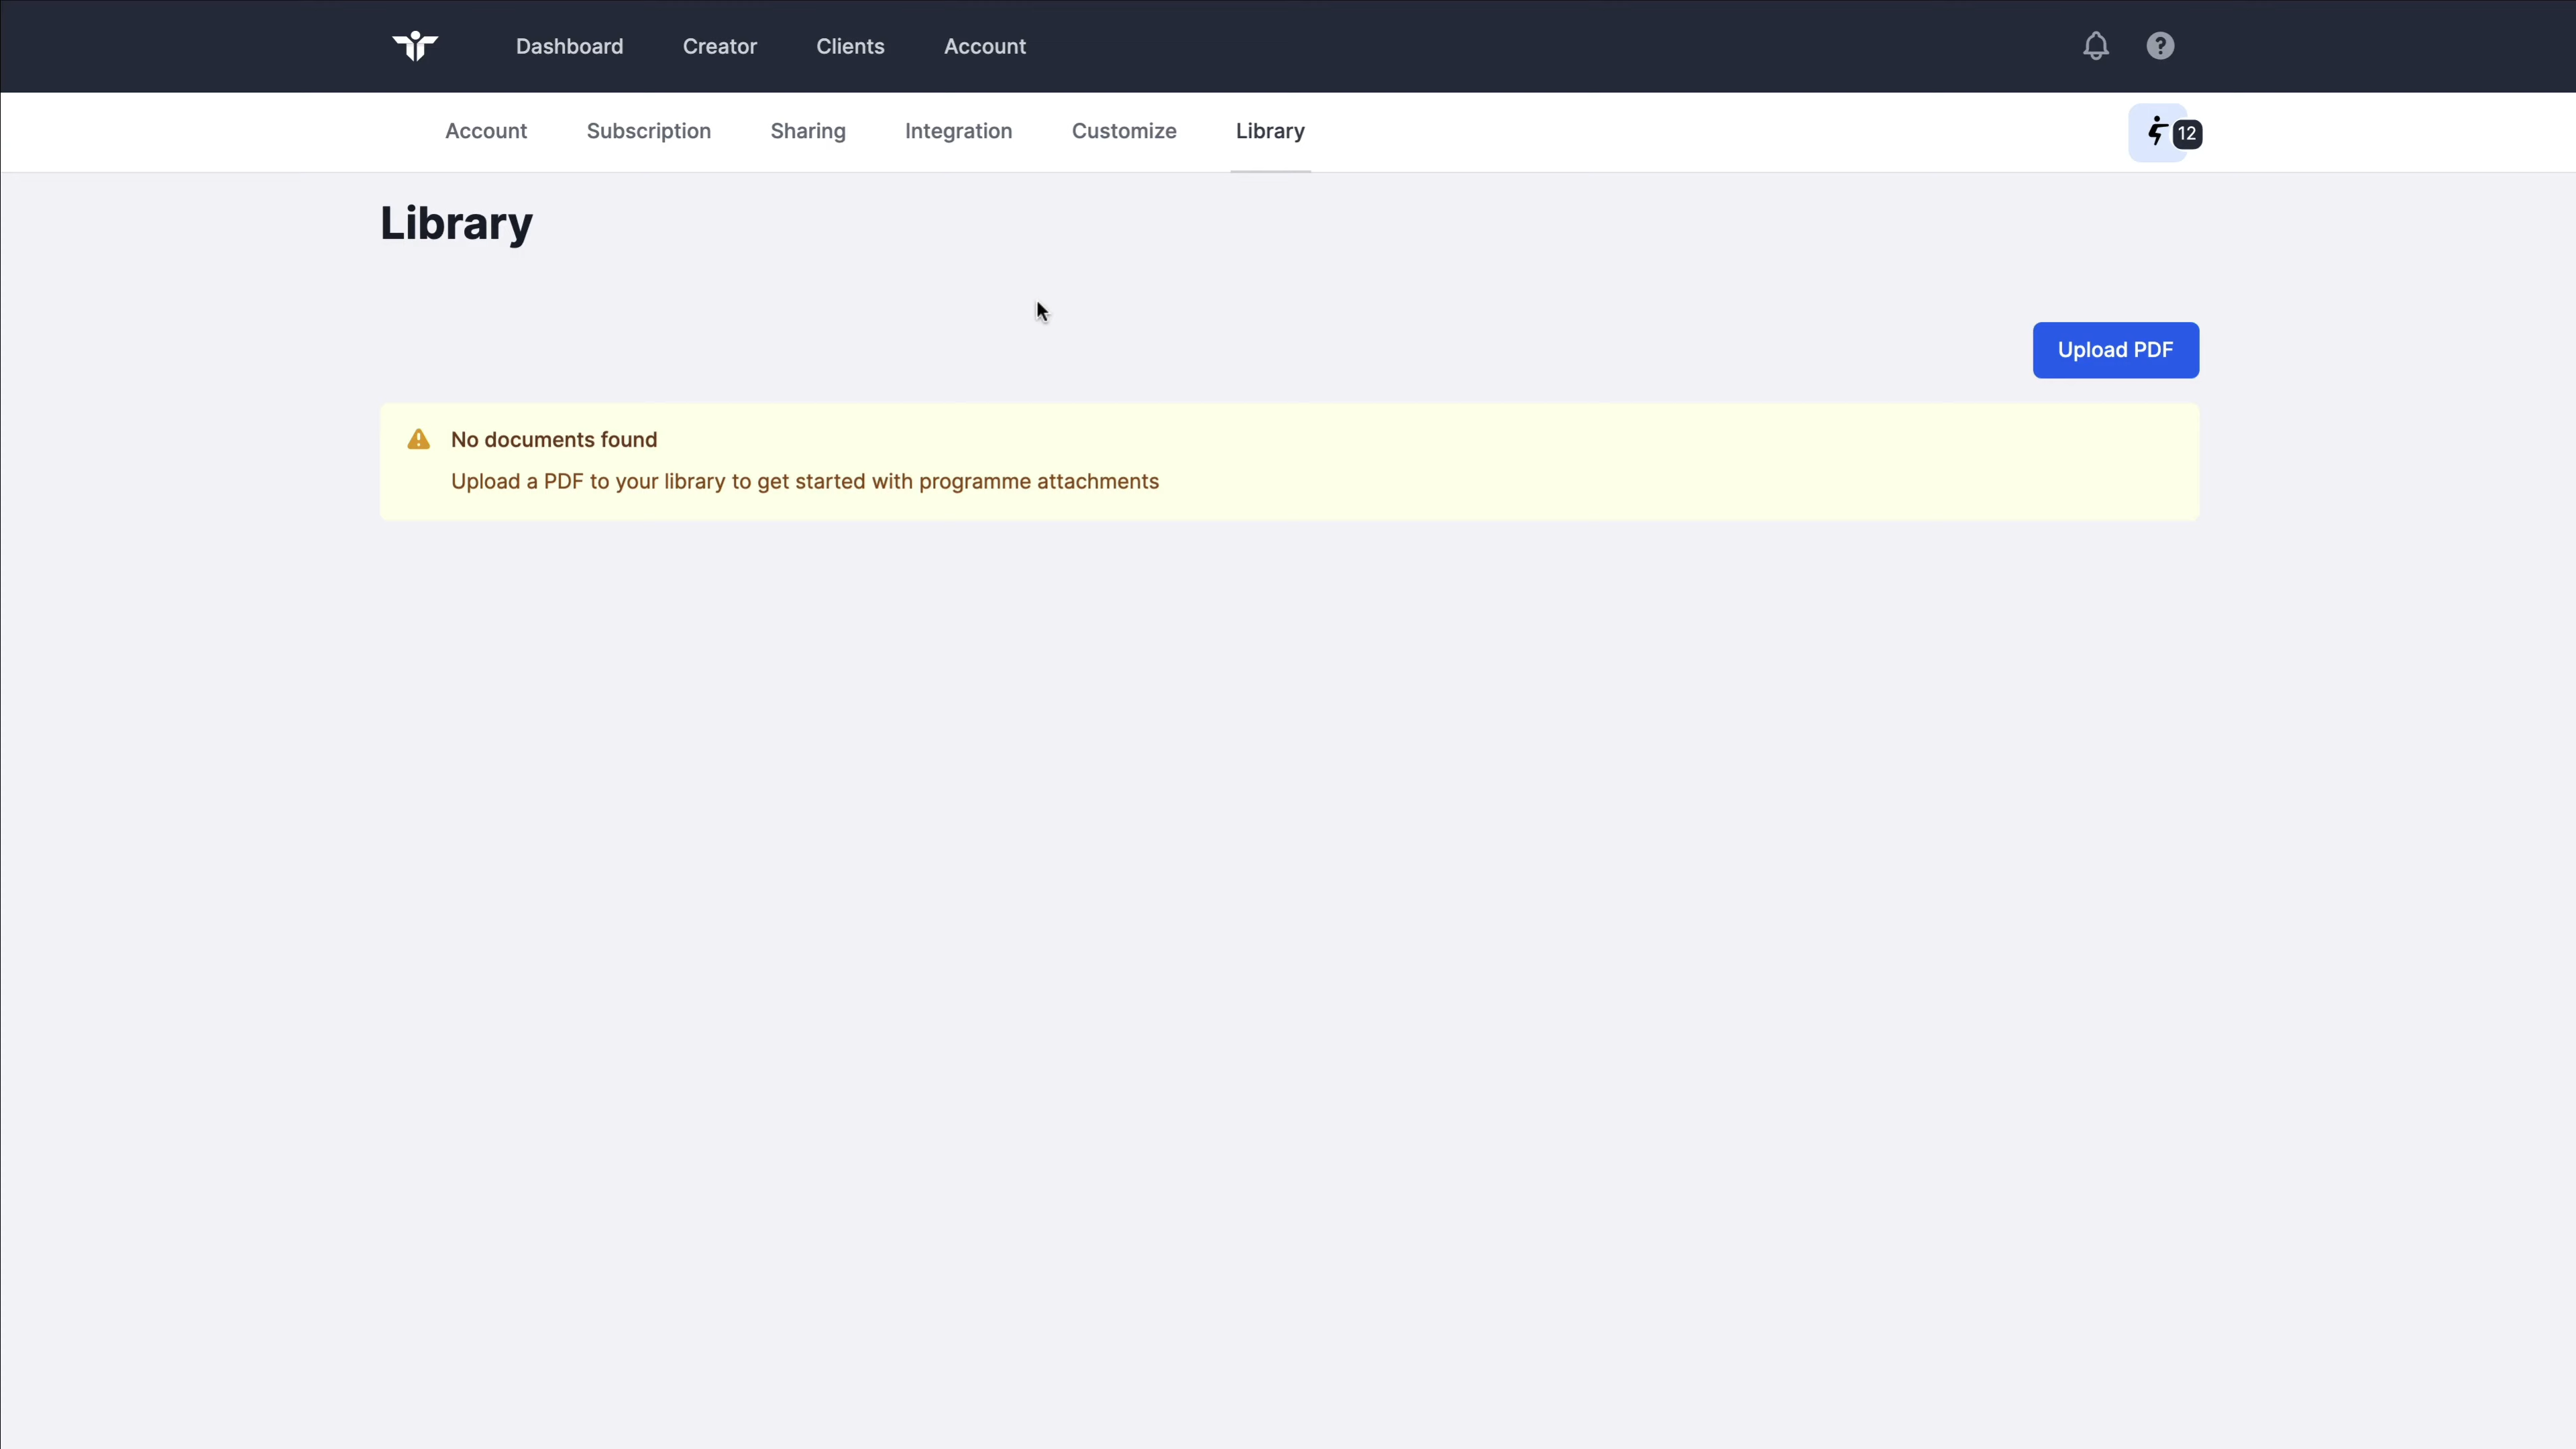 Dashboard Creator Clients Account
Account Subscription Sharing Integration Customize Library
12
Library
Upload PDF
No documents found
Upload a PDF to your library to get started with programme attachments